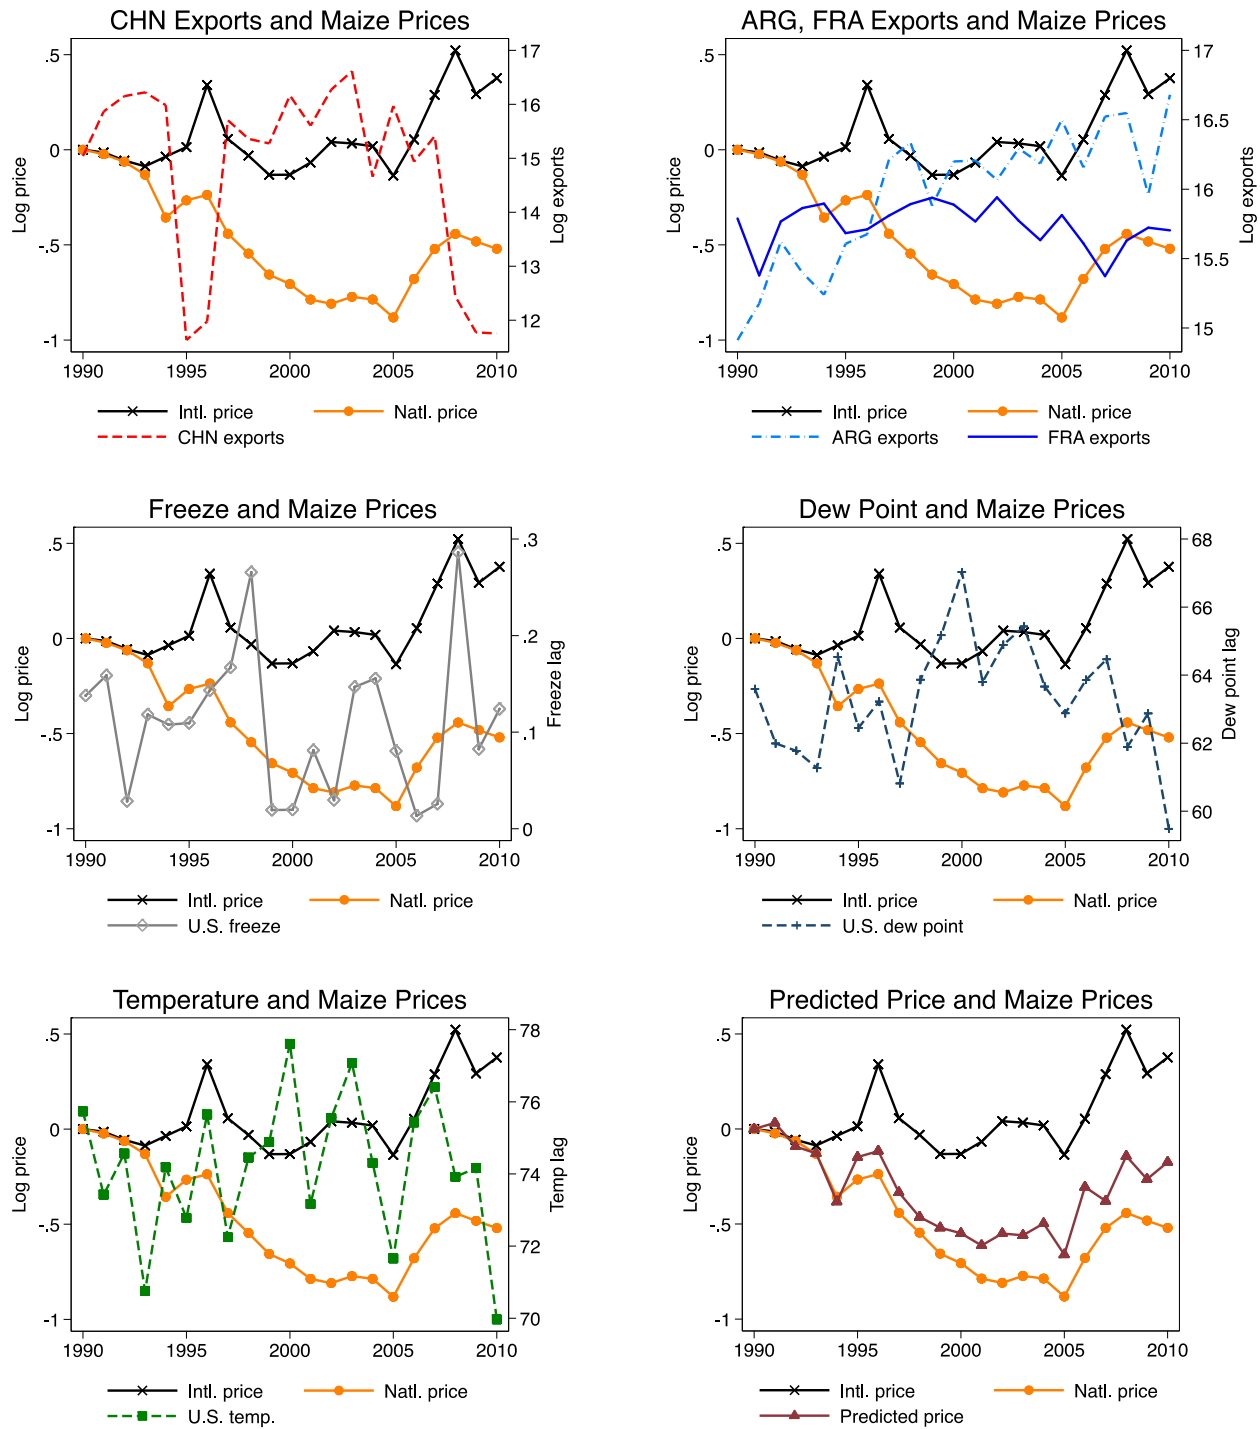 CHN Exports and Maize Prices
.5
0
-.5
-1
Log price
17
16
15
14
13
12
Log exports
1990 1995 2000 2005 2010
Intl. price Natl. price
CHN exports
ARG, FRA Exports and Maize Prices
.5
0
-.5
-1
Log price
17
16.5
16
15.5
15
Log exports
1990 1995 2000 2005 2010
Intl. price Natl. price
ARG exports FRA exports
Freeze and Maize Prices
.5
0
-.5
-1
Log price
.3
.2
.1
0
Freeze lag
1990 1995 2000 2005 2010
Intl. price Natl. price
U.S. freeze
Dew Point and Maize Prices
.5
0
-.5
-1
Log price
68
66
64
62
60
Dew point lag
1990 1995 2000 2005 2010
Intl. price Natl. price
U.S. dew point
Temperature and Maize Prices
.5
0
-.5
-1
Log price
78
76
74
72
70
Temp lag
1990 1995 2000 2005 2010
Intl. price Natl. price
U.S. temp.
Predicted Price and Maize Prices
.5
0
-.5
-1
Log price
1990 1995 2000 2005 2010
Intl. price Natl. price
Predicted price